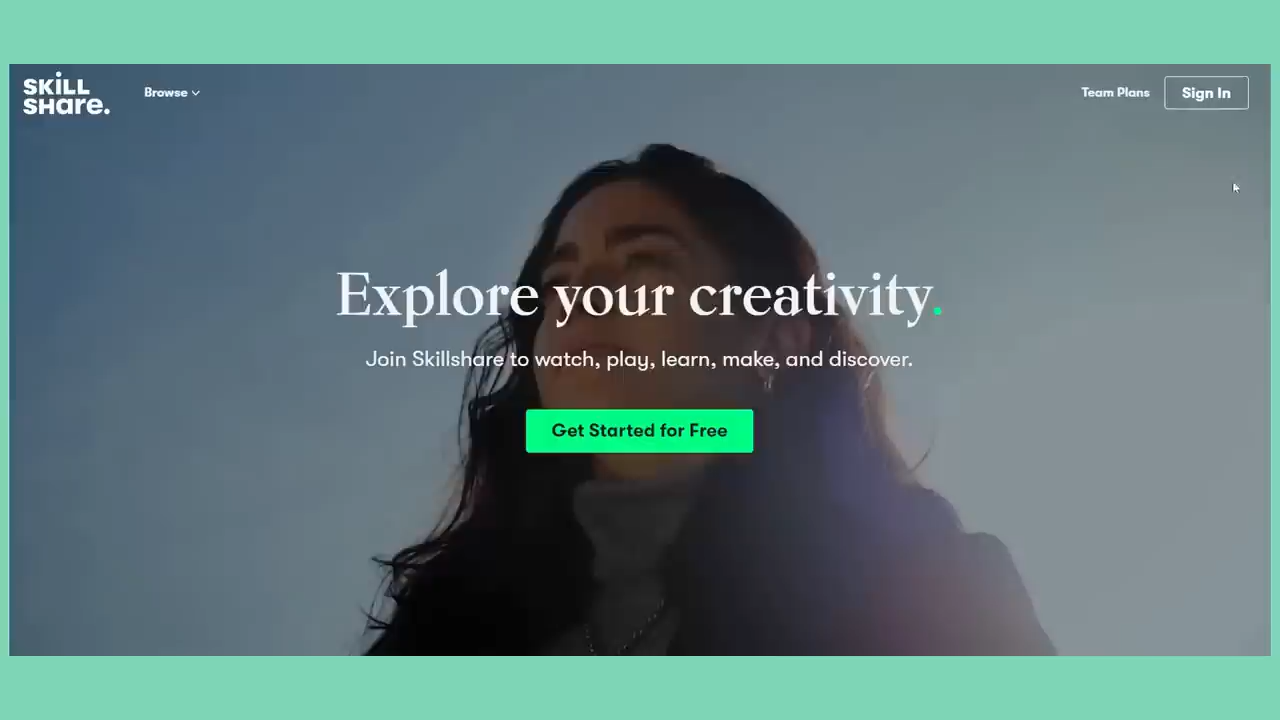 SKiLL
SHare.
Browse
Team Plans
Sign In
Explore your creativity.
Join Skillshare to watch, play, learn, make, and discover.
Get Started for Free